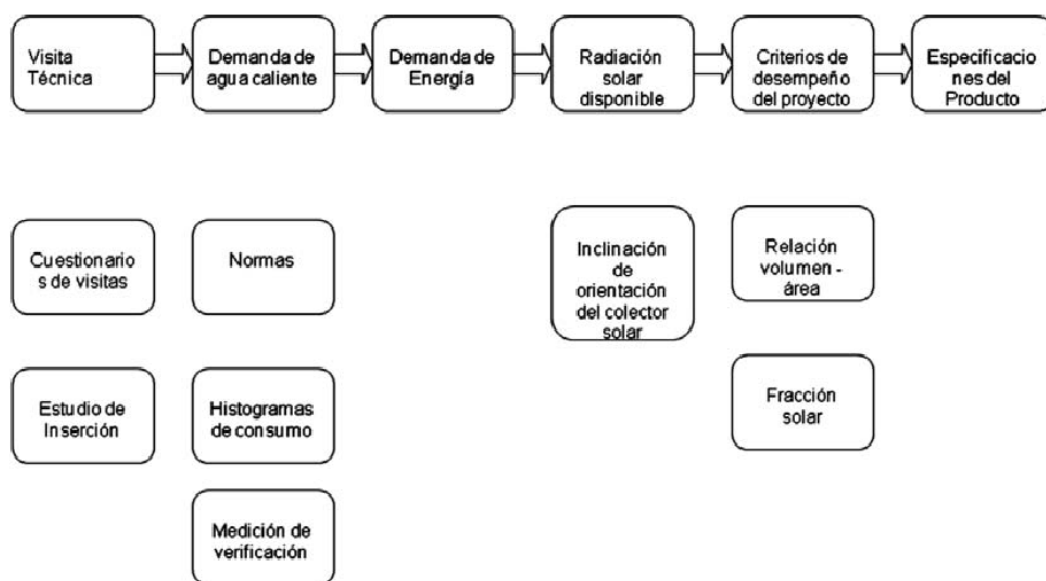 Visita
Técnica
Demanda de
agua caliente
Demanda de
Energía
Radiación
solar
disponible
Criterios de
desempeño
del proyecto
Especificacio
nes del
Producto
Cuestionario
s de visitas
Normas
Inclinación
de
orientación
del colector
solar
Relación
volumen -
área
Estudio de
Inserción
Histogramas
de consumo
Fracción
solar
Medición de
verificación